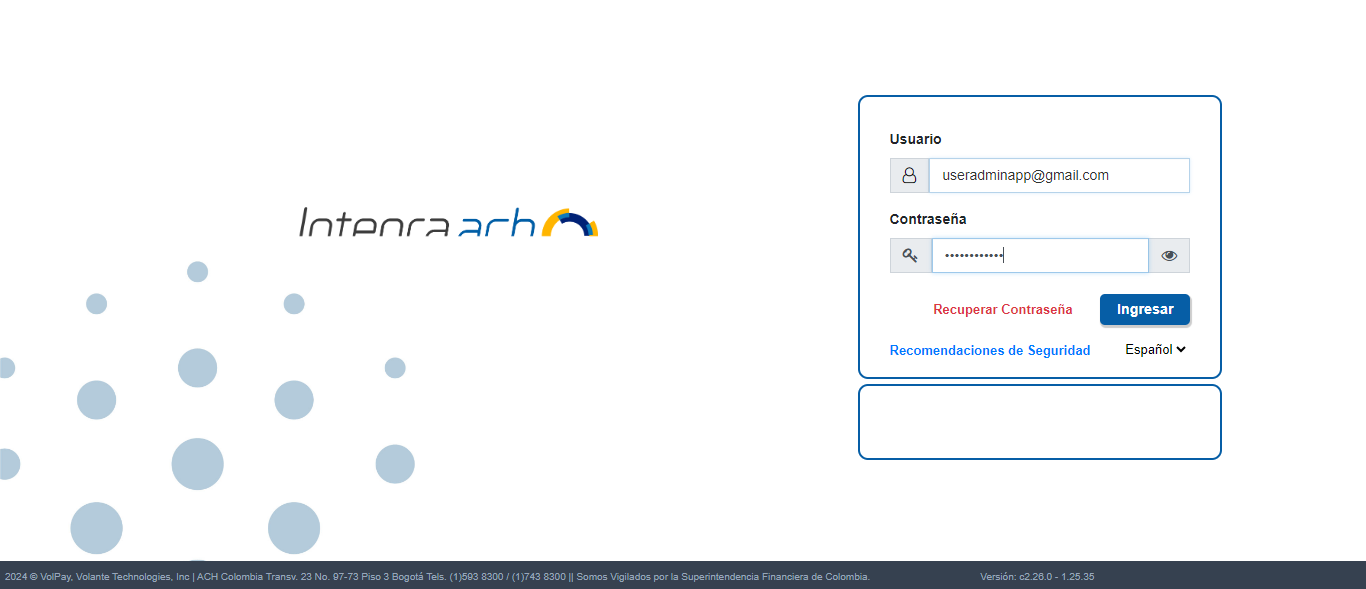 Usuario
useradminapp@gmail.com
Contraseña
••••••••••••
Recuperar Contraseña
Ingresar
Recomendaciones de Seguridad
Español
ach
2024 © VolPay, Volante Technologies, Inc | ACH Colombia Transv. 23 No. 97-73 Piso 3 Bogotá Tels. (1)593 8300 / (1)743 8300 || Somos Vigilados por la Superintendencia Financiera de Colombia.
Versión: c2.26.0 - 1.25.35